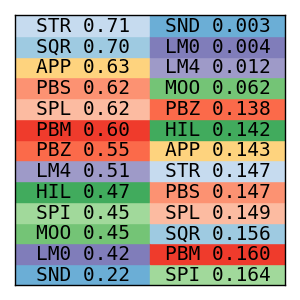 STR 0.71 SND 0.003
SQR 0.70 LM0 0.004
APP 0.63 LM4 0.012
PBS 0.62 MOO 0.062
SPL 0.62 PBZ 0.138
PBM 0.60 HIL 0.142
PBZ 0.55 APP 0.143
LM4 0.51 STR 0.147
HIL 0.47 PBS 0.147
SPI 0.45 SPL 0.149
MOO 0.45 SQR 0.156
LM0 0.42 PBM 0.160
SND 0.22 SPI 0.164